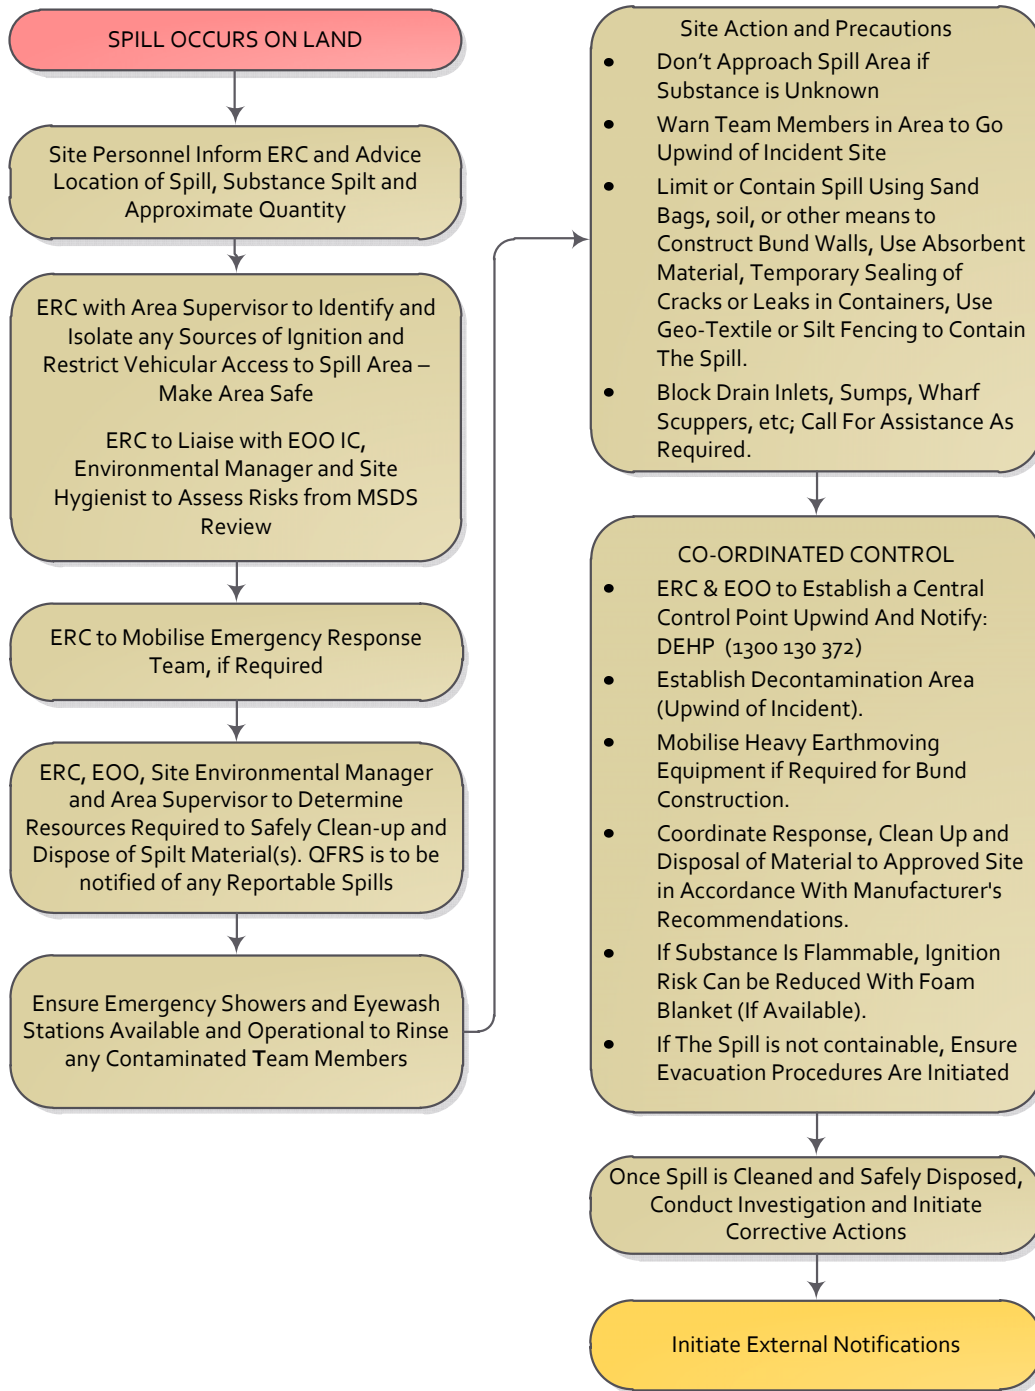 SPILL OCCURS ON LAND
Site Personnel Inform ERC and Advice
Location of Spill, Substance Spilt and
Approximate Quantity
ERC with Area Supervisor to Identify and
Isolate any Sources of Ignition and
Restrict Vehicular Access to Spill Area –
Make Area Safe
ERC to Liaise with EOO IC,
Environmental Manager and Site
Hygienist to Assess Risks from MSDS
Review
ERC to Mobilise Emergency Response
Team, if Required
ERC, EOO, Site Environmental Manager
and Area Supervisor to Determine
Resources Required to Safely Clean-up and
Dispose of Spilt Material(s). QFRS is to be
notified of any Reportable Spills
Ensure Emergency Showers and Eyewash
Stations Available and Operational to Rinse
any Contaminated Team Members
Site Action and Precautions
• Don't Approach Spill Area if
Substance is Unknown
• Warn Team Members in Area to Go
Upwind of Incident Site
• Limit or Contain Spill Using Sand
Bags, soil, or other means to
Construct Bund Walls, Use Absorbent
Material, Temporary Sealing of
Cracks or Leaks in Containers, Use
Geo-Textile or Silt Fencing to Contain
The Spill.
• Block Drain Inlets, Sumps, Wharf
Scuppers, etc; Call For Assistance As
Required.
CO-ORDINATED CONTROL
• ERC & EOO to Establish a Central
Control Point Upwind And Notify:
DEHP (1300 130 372)
• Establish Decontamination Area
(Upwind of Incident).
• Mobilise Heavy Earthmoving
Equipment if Required for Bund
Construction.
• Coordinate Response, Clean Up and
Disposal of Material to Approved Site
in Accordance With Manufacturer's
Recommendations.
• If Substance Is Flammable, Ignition
Risk Can be Reduced With Foam
Blanket (If Available).
• If The Spill is not containable, Ensure
Evacuation Procedures Are Initiated
Once Spill is Cleaned and Safely Disposed,
Conduct Investigation and Initiate
Corrective Actions
Initiate External Notifications